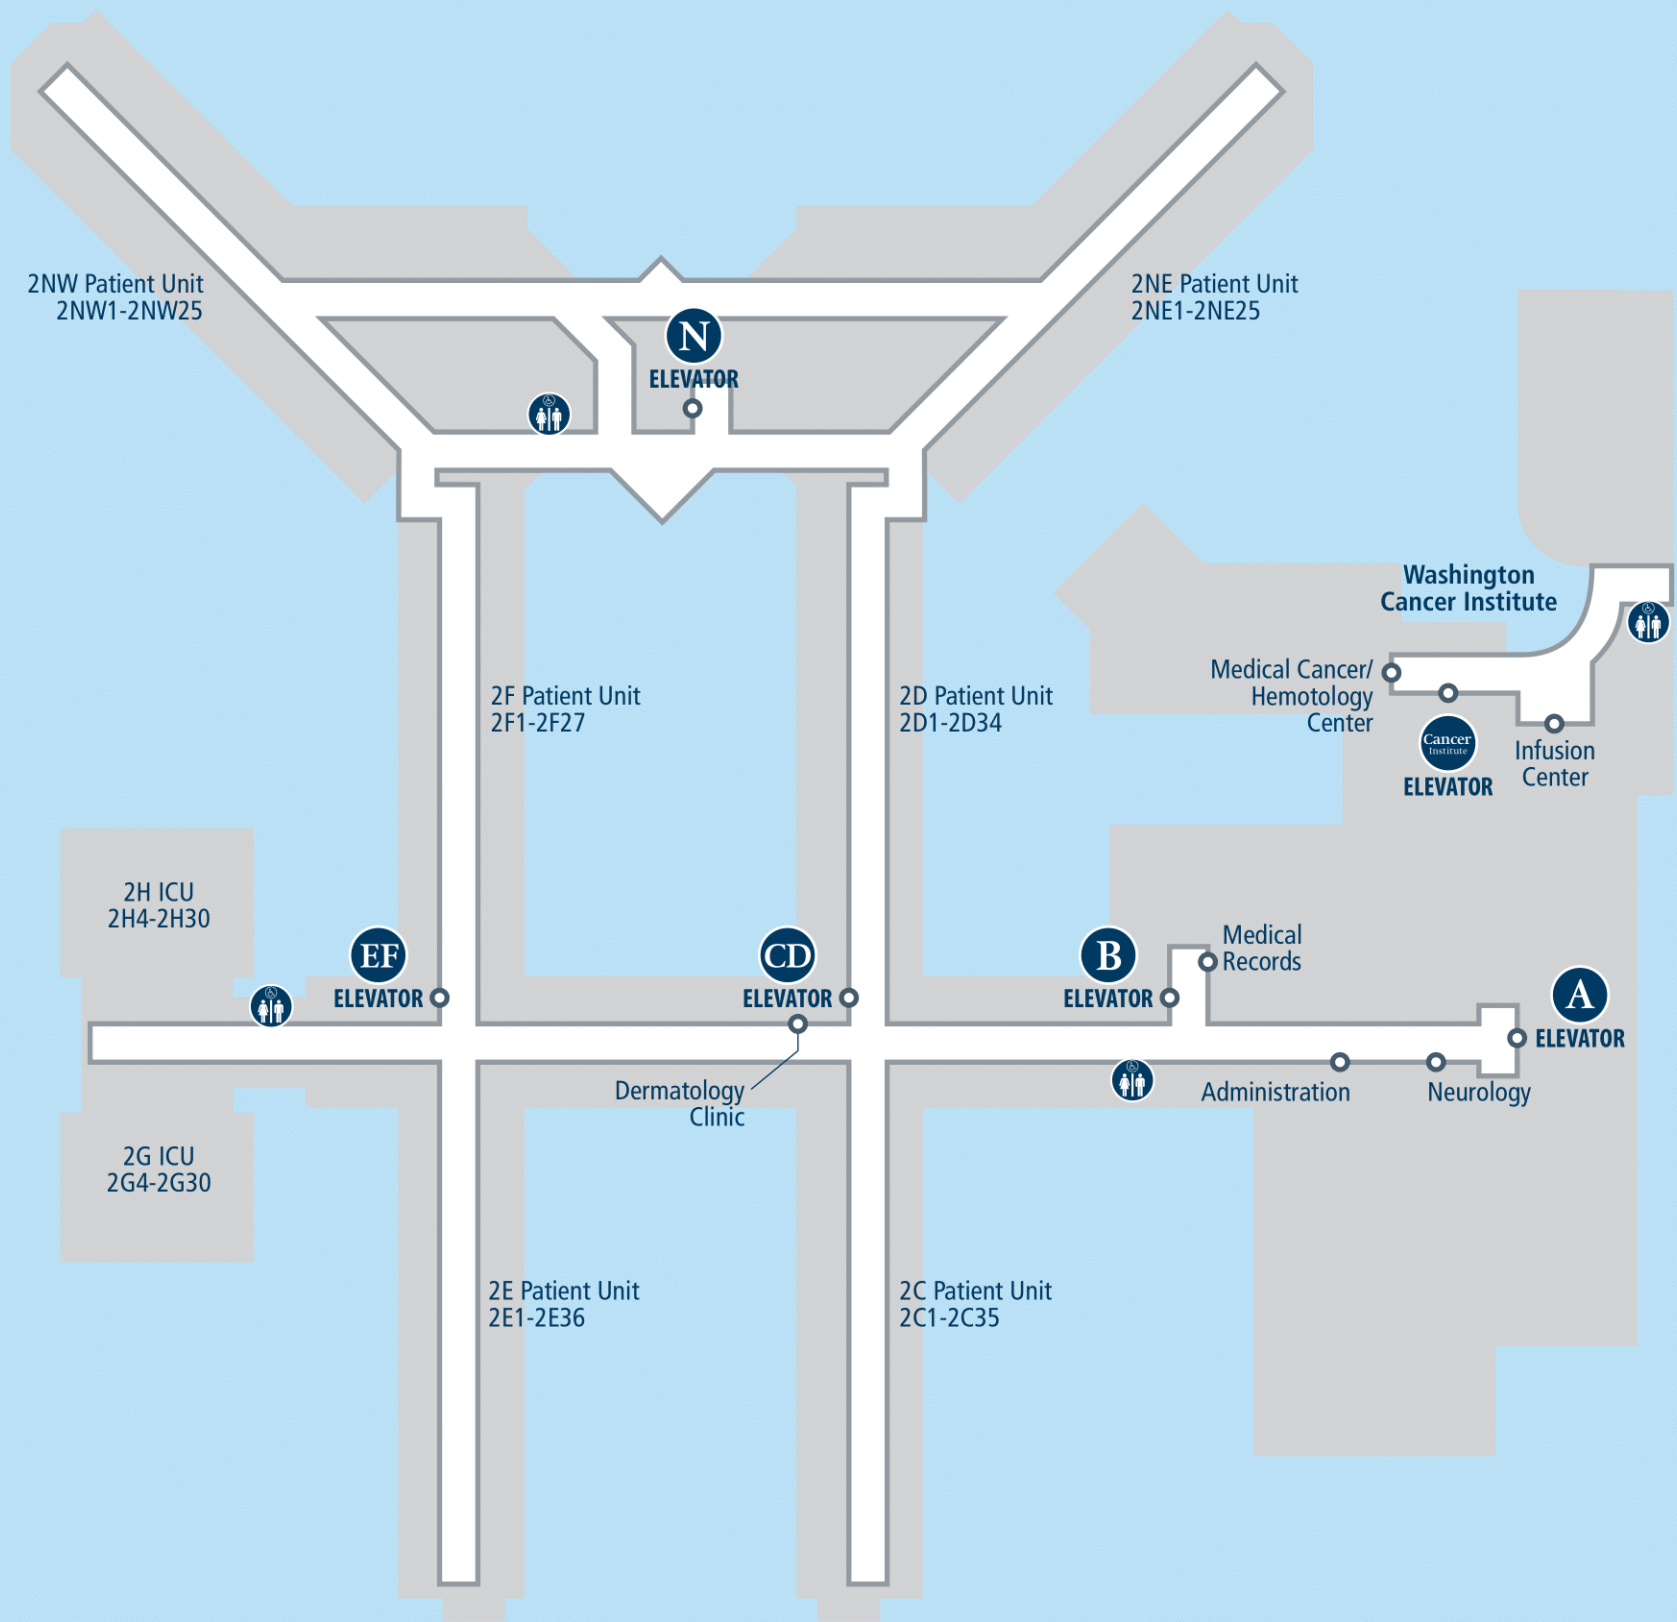 2NW Patient Unit
2NW1-2NW25
2NE Patient Unit
2NE1-2NE25
N
ELEVATOR
Washington
Cancer Institute
Medical Cancer/
Hemotology
Center
Cancer
Institute
ELEVATOR
Infusion
Center
2F Patient Unit
2F1-2F27
2D Patient Unit
2D1-2D34
2H ICU
2H4-2H30
EF
ELEVATOR
CD
ELEVATOR
B
ELEVATOR
Medical
Records
A
ELEVATOR
Dermatology
Clinic
Administration
Neurology
2G ICU
2G4-2G30
2E Patient Unit
2E1-2E36
2C Patient Unit
2C1-2C35